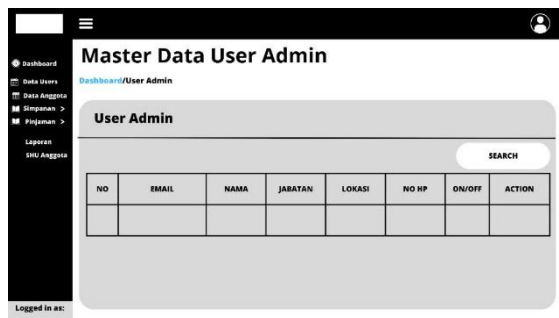 Dashboard
Data Users
Data Anggota
Simpanan >
Pinjaman >
Laporan
SHU Anggota
Logged in as:
Master Data User Admin
Dashboard/User Admin
User Admin
SEARCH
NO EMAIL NAMA JABATAN LOKASI NO HP ON/OFF ACTION